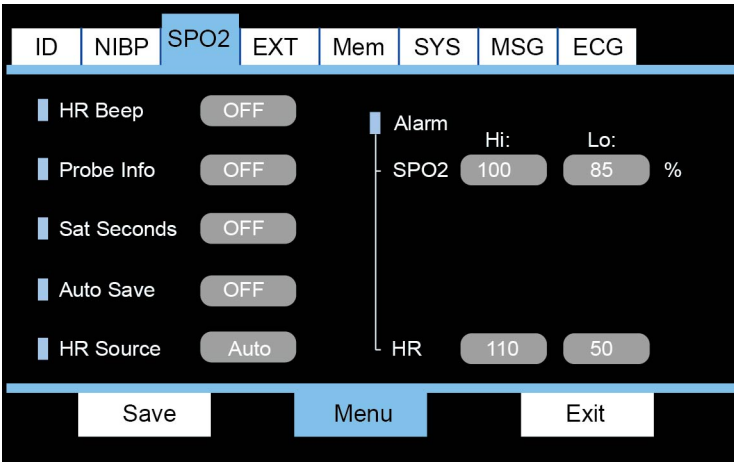 ID NIBP SPO2 EXT Mem SYS MSG ECG
HR Beep OFF
Probe Info OFF
Sat Seconds OFF
Auto Save OFF
HR Source Auto
Alarm
Hi: Lo:
SPO2 100 85 %
HR 110 50
Save Menu Exit